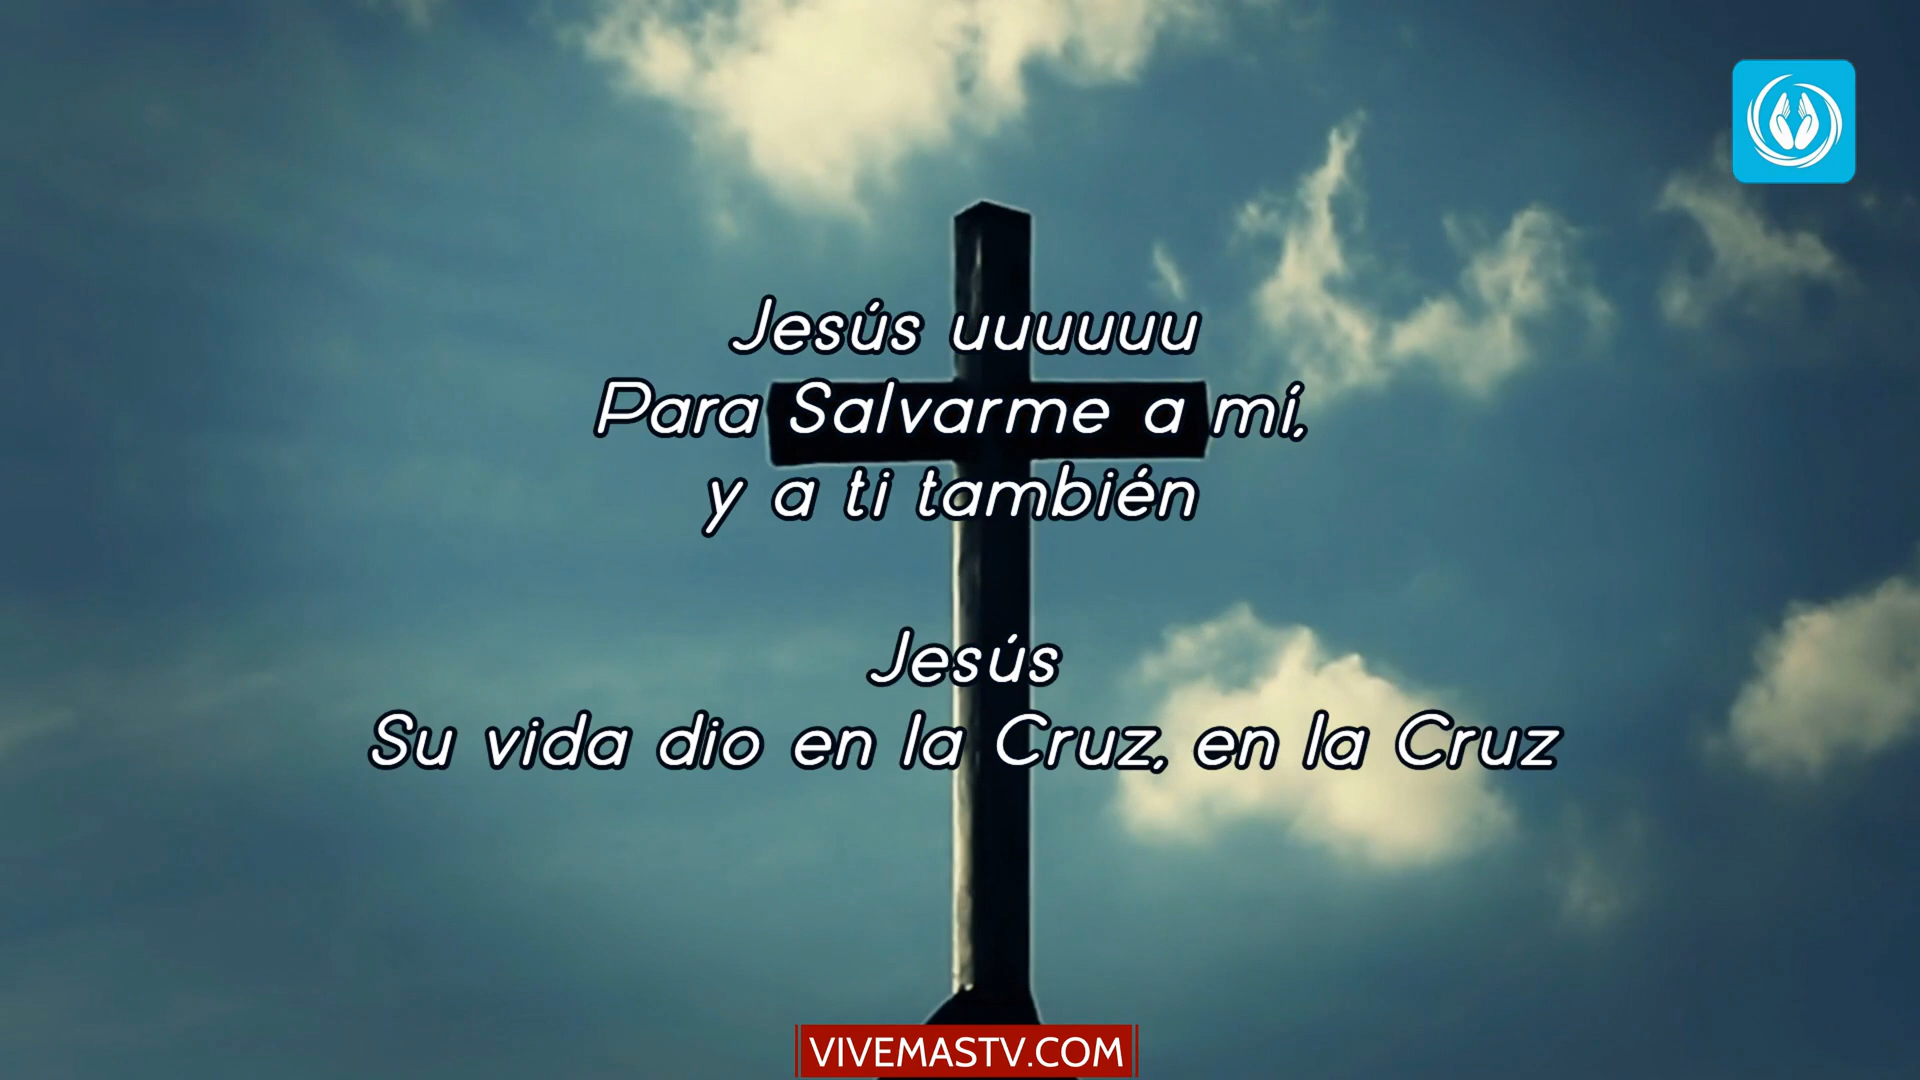 Jesús uuuuuu
Para Salvarme a mí,
y a ti también
Jesús
Su vida dio en la Cruz, en la Cruz
VIVEMASTV.COM